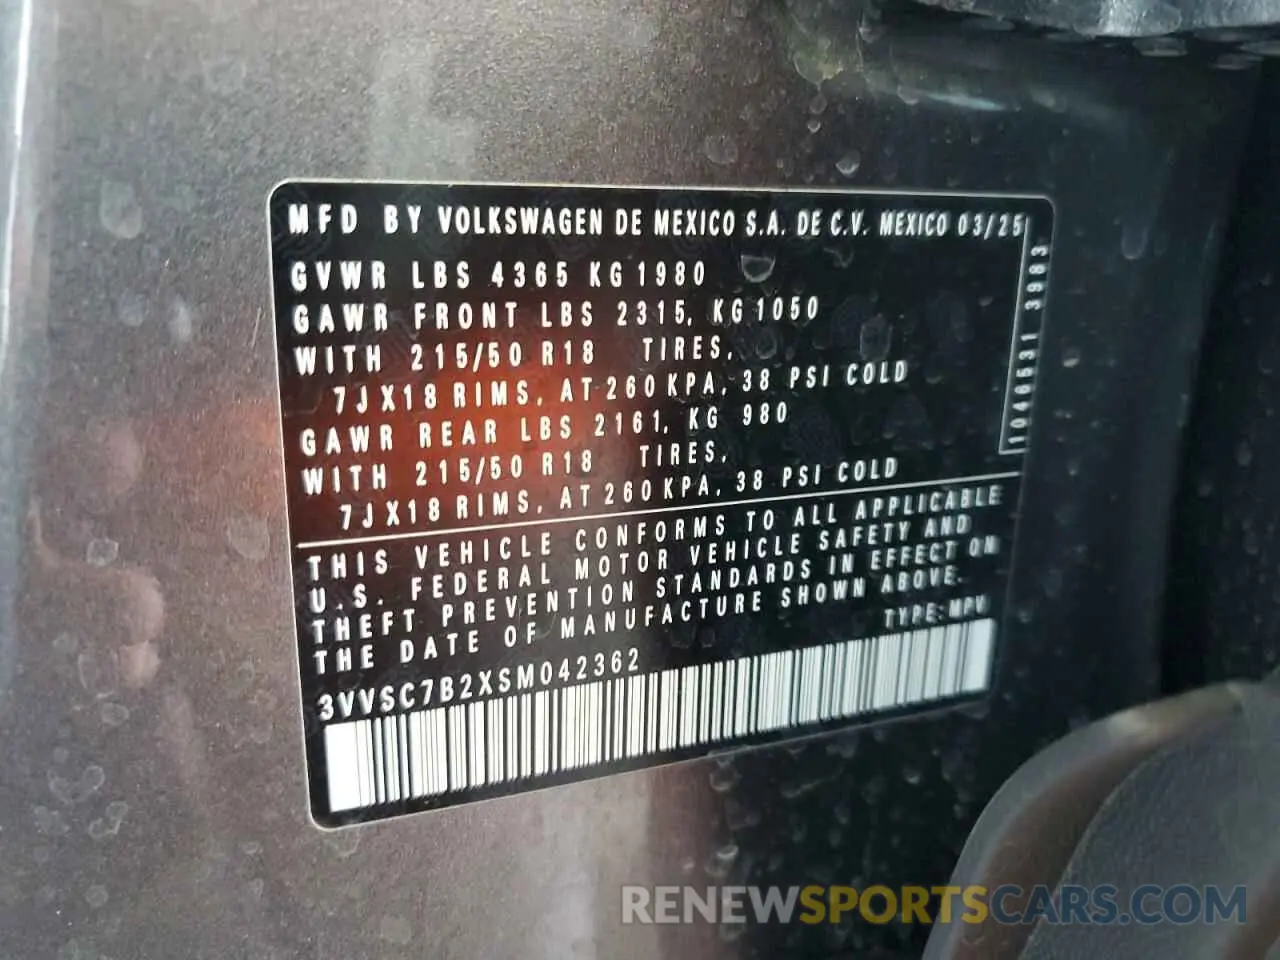 MFD BY VOLKSWAGEN DE MEXICO S.A. DE C.V. MEXICO 03/25
GVWR LBS 4365 KG 1980
GAWR FRONT LBS 2315, KG 1050
WITH 215/50 R18 TIRES,
7JX18 RIMS, AT 260 KPA, 38 PSI COLD
GAWR REAR LBS 2161, KG 980
WITH 215/50 R18 TIRES,
7JX18 RIMS, AT 260 KPA, 38 PSI COLD
1046531 3983
THIS VEHICLE CONFORMS TO ALL APPLICABLE
U.S. FEDERAL MOTOR VEHICLE SAFETY AND
THEFT PREVENTION STANDARDS IN EFFECT ON
THE DATE OF MANUFACTURE SHOWN ABOVE.
TYPE: MPV
3VVSC7B2XSM042362
RENEWSPORTSCARS.COM